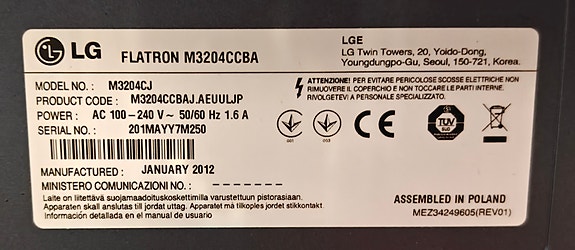 LG FLATRON M3204CCBA
LGE
LG Twin Towers, 20, Yoido-Dong,
Youngdungpo-Gu, Seoul, 150-721, Korea.
MODEL NO. : M3204CJ
PRODUCT CODE : M3204CCBAJ.AEUULJP
POWER : AC 100-240 V~ 50/60 Hz 1.6 A
SERIAL NO. : 201MAYY7M250
ATTENZIONE! PER EVITARE PERICOLOSE SCOSSE ELETTRICHE NON
RIMUOVERE IL COPERCHIO E NON TOCCARE LE PARTI INTERNE.
RIVOLGERSI A PERSONALE QUALIFICATO.
CE
TÜV
MANUFACTURED : JANUARY 2012
MINISTERO COMUNICAZIONI NO. : - - - - - - -
Laite on liitettävä suojamaadoituskoskettimilla varustettuun pistorasiaan.
Apparaten skall anslutas till jordat uttag. Apparatet må tilkoples jordet stikkontakt.
Información detallada en el manual de usuario
ASSEMBLED IN POLAND
MEZ34249605(REV01)